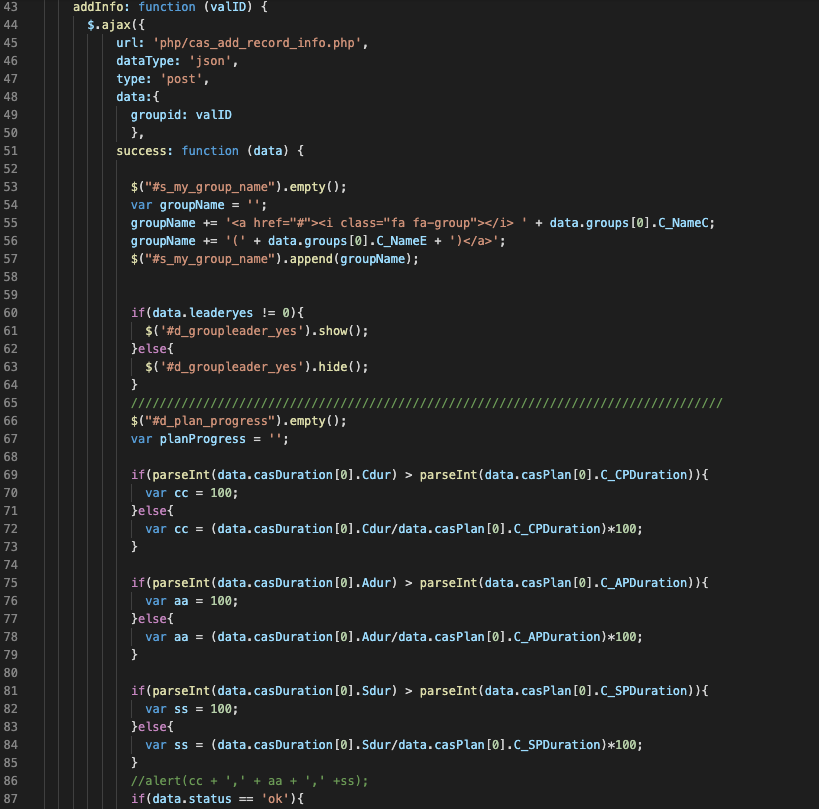 43 addInfo: function (valID) {
44 $.ajax({
45 url: 'php/cas_add_record_info.php',
46 dataType: 'json',
47 type: 'post',
48 data:{
49 groupid: valID
50 },
51 success: function (data) {
52
53 $("#s_my_group_name").empty();
54 var groupName = '';
55 groupName += '<a href="#"><i class="fa fa-group"></i> ' + data.groups[0].C_NameC;
56 groupName += '(' + data.groups[0].C_NameE + ')</a>';
57 $("#s_my_group_name").append(groupName);
58
59
60 if(data.leaderyes != 0){
61 $('#d_groupleader_yes').show();
62 }else{
63 $('#d_groupleader_yes').hide();
64 }
65 //////////////////////////////////////////////////////////////////////////////////
66 $("#d_plan_progress").empty();
67 var planProgress = '';
68
69 if(parseInt(data.casDuration[0].Cdur) > parseInt(data.casPlan[0].C_CPDuration)){
70 var cc = 100;
71 }else{
72 var cc = (data.casDuration[0].Cdur/data.casPlan[0].C_CPDuration)*100;
73 }
74
75 if(parseInt(data.casDuration[0].Adur) > parseInt(data.casPlan[0].C_APDuration)){
76 var aa = 100;
77 }else{
78 var aa = (data.casDuration[0].Adur/data.casPlan[0].C_APDuration)*100;
79 }
80
81 if(parseInt(data.casDuration[0].Sdur) > parseInt(data.casPlan[0].C_SPDuration)){
82 var ss = 100;
83 }else{
84 var ss = (data.casDuration[0].Sdur/data.casPlan[0].C_SPDuration)*100;
85 }
86 //alert(cc + ',' + aa + ',' +ss);
87 if(data.status == 'ok'){